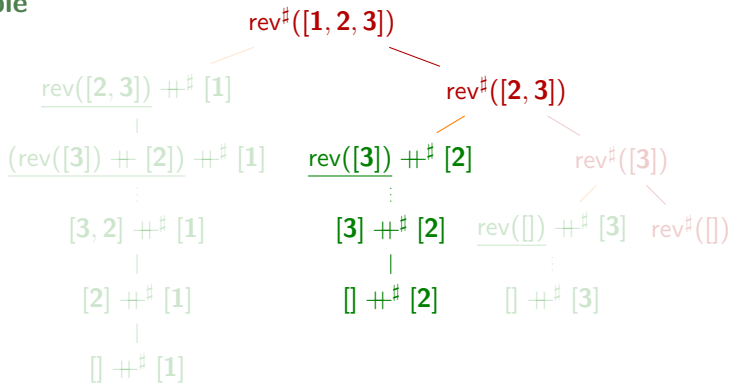 rev♯([1, 2, 3])
rev([2, 3]) ++♯ [1]
rev♯([2, 3])
(rev([3]) ++ [2]) ++♯ [1]
rev([3]) ++♯ [2]
rev♯([3])
⋮
⋮
[3, 2] ++♯ [1]
[3] ++♯ [2]
rev([]) ++♯ [3]
rev♯([])
⋮
[2] ++♯ [1]
[] ++♯ [2]
[] ++♯ [3]
[] ++♯ [1]